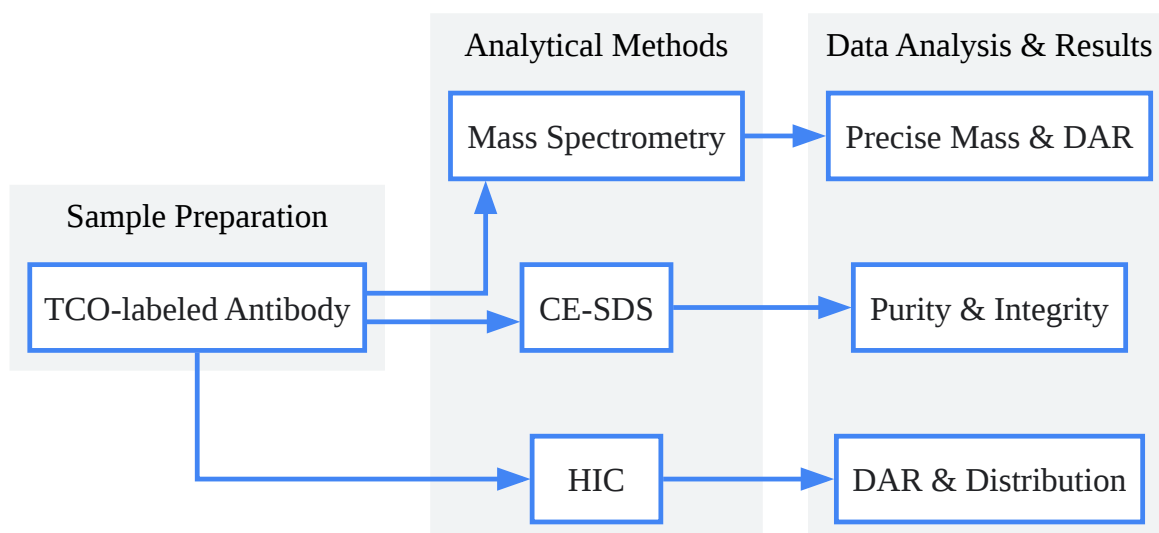 Sample Preparation
TCO-labeled Antibody
Analytical Methods
Mass Spectrometry
CE-SDS
HIC
Data Analysis & Results
Precise Mass & DAR
Purity & Integrity
DAR & Distribution